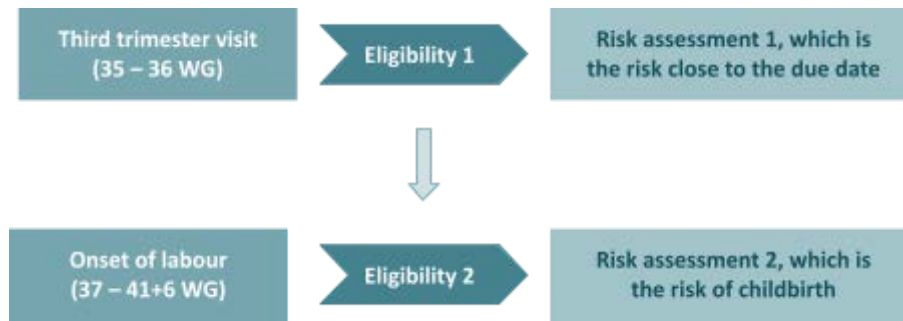 Third trimester visit
(35 – 36 WG)
Eligibility 1
Risk assessment 1, which is
the risk close to the due date
Onset of labour
(37 – 41+6 WG)
Eligibility 2
Risk assessment 2, which is
the risk of childbirth